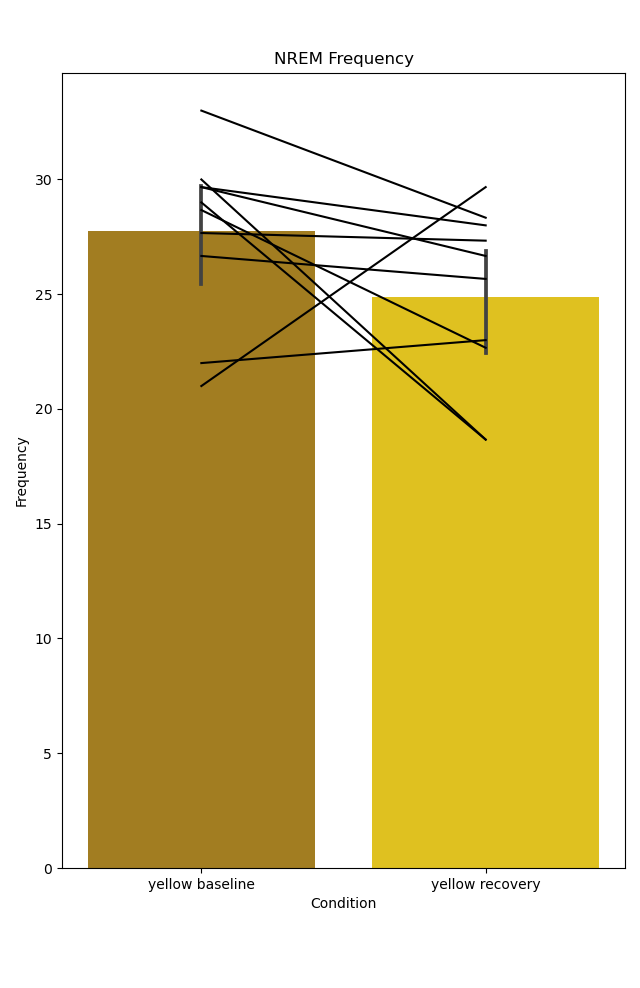 NREM Frequency
30
25
20
15
10
5
0
Frequency
yellow baseline
yellow recovery
Condition